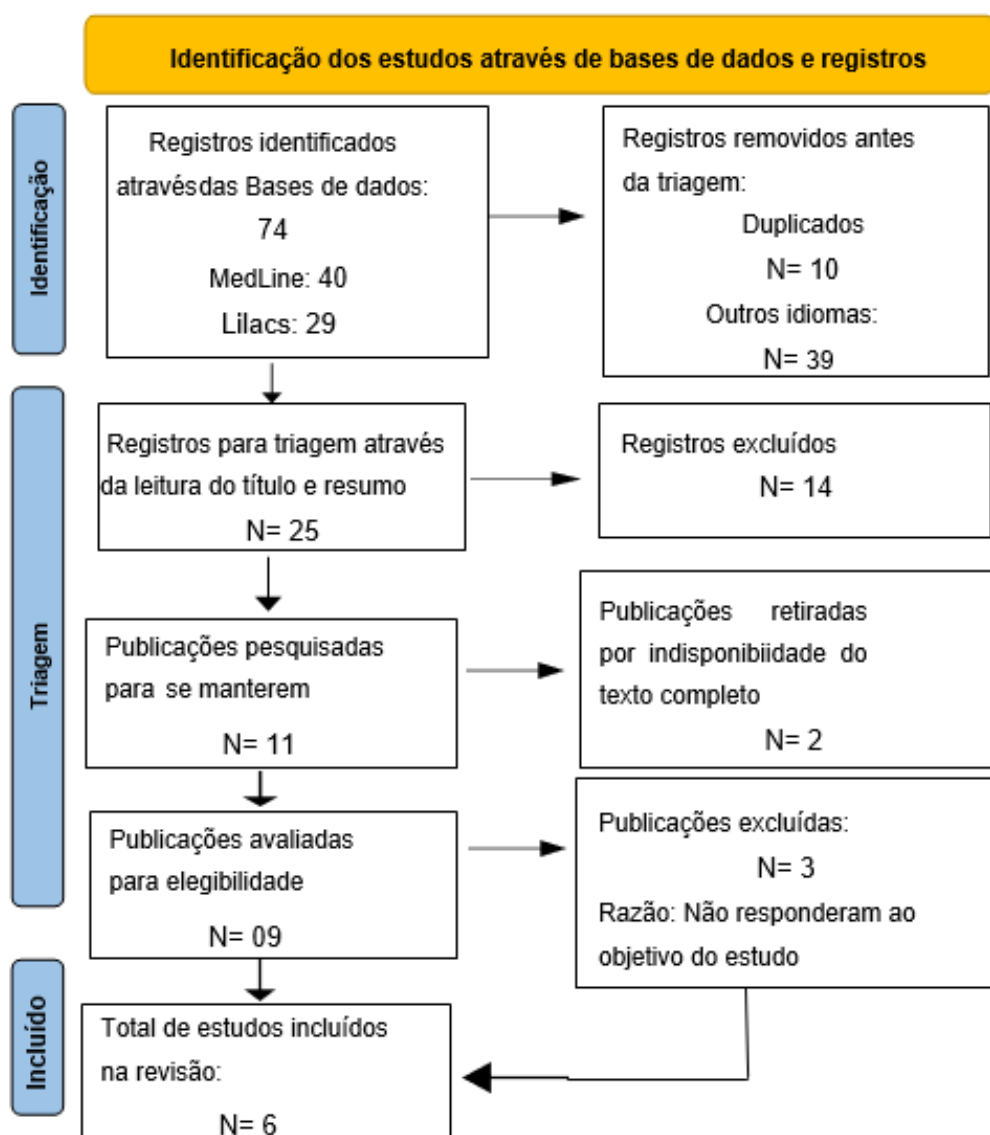 Identificação dos estudos através de bases de dados e registros
Identificação
Registros identificados
atravésdas Bases de dados:
74
MedLine: 40
Lilacs: 29
Registros removidos antes
da triagem:
Duplicados
N= 10
Outros idiomas:
N= 39
Triagem
Registros para triagem através
da leitura do título e resumo
N= 25
Registros excluídos
N= 14
Publicações pesquisadas
para se manterem
N= 11
Publicações retiradas
por indisponibiidade do
texto completo
N= 2
Publicações avaliadas
para elegibilidade
N= 09
Publicações excluídas:
N= 3
Razão: Não responderam ao
objetivo do estudo
Incluído
Total de estudos incluídos
na revisão:
N= 6